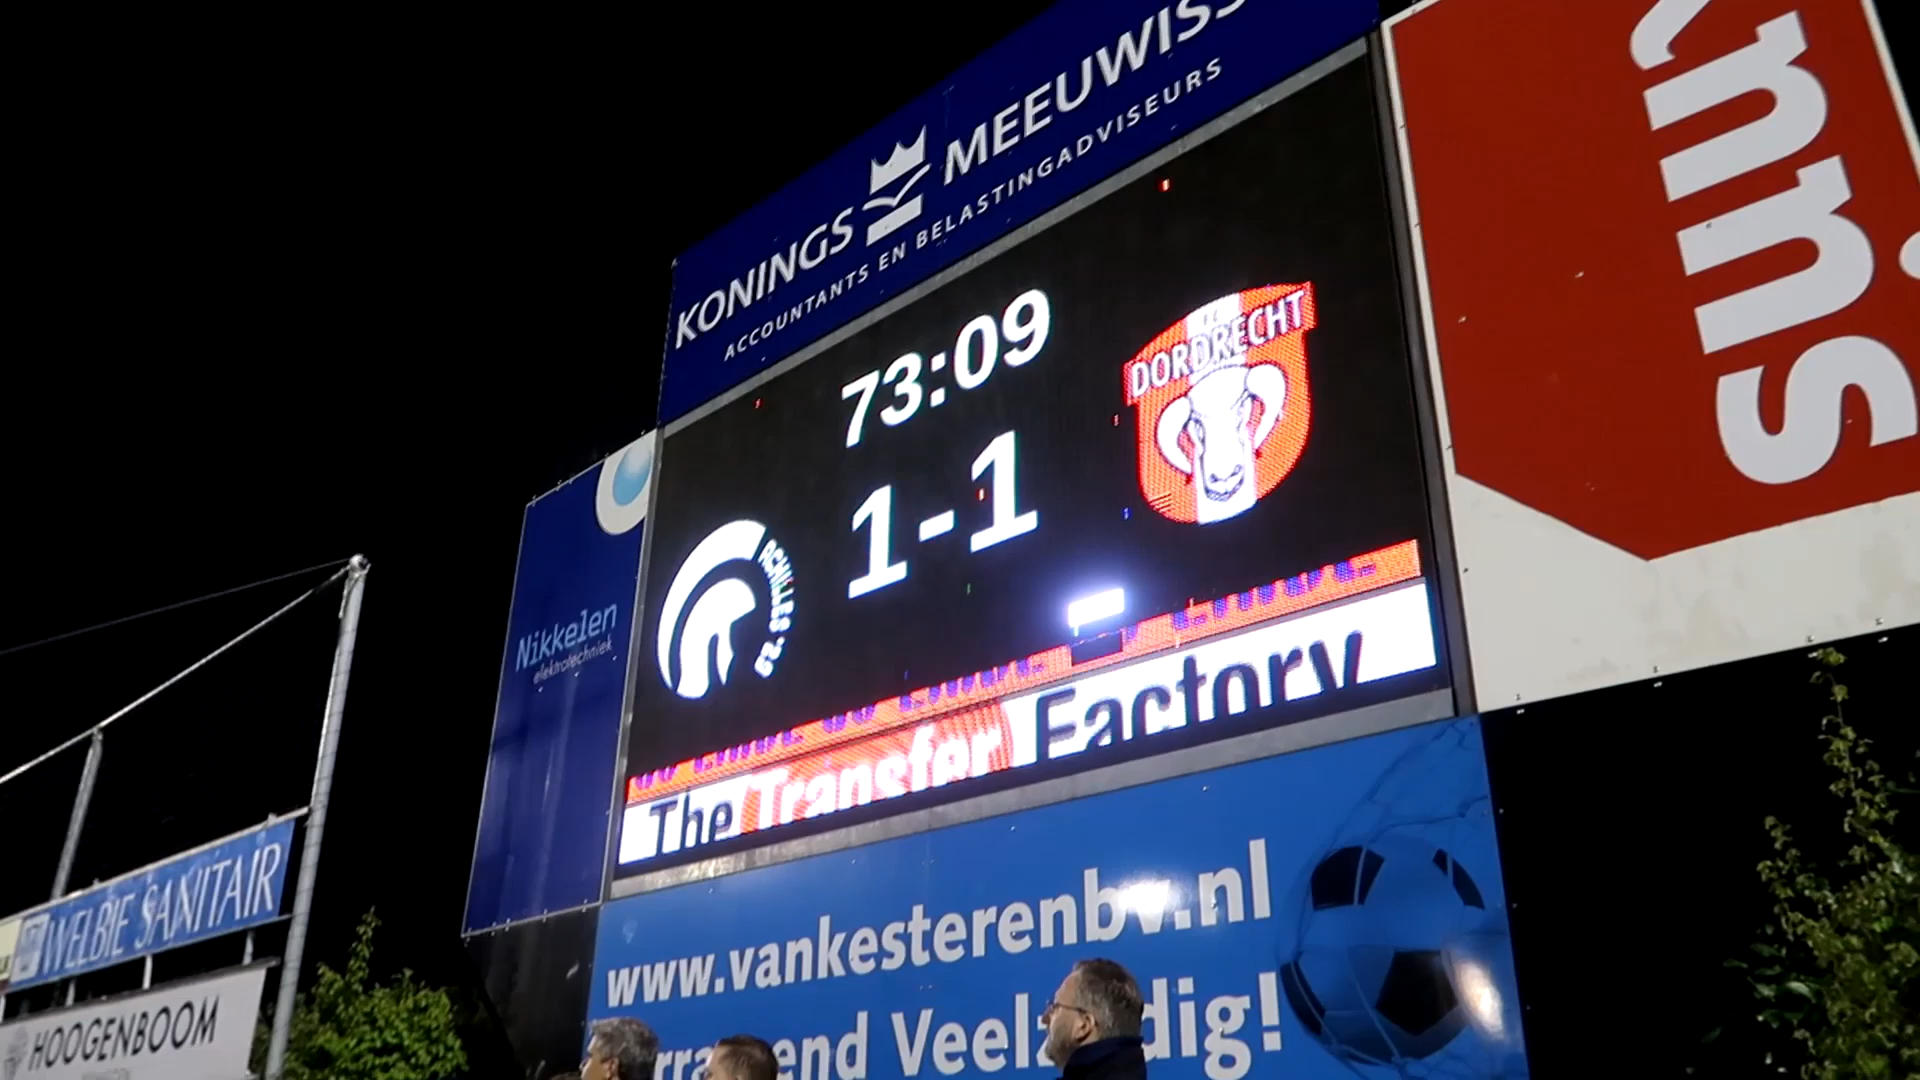 KONINGS MEEUWISS
ACCOUNTANTS EN BELASTINGADVISEURS
73:09
FC
DORDRECHT
1-1
ACHILLES '29
Nikkelen
elektrotechniek
The Transfer Factory
www.vankesterenbv.nl
WELBIE SANITAIR
HOOGENBOOM